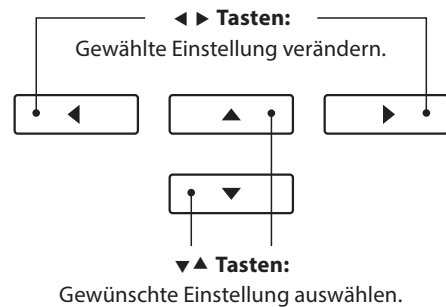 ◀ ▶ Tasten:
Gewählte Einstellung verändern.
▼▲ Tasten:
Gewünschte Einstellung auswählen.